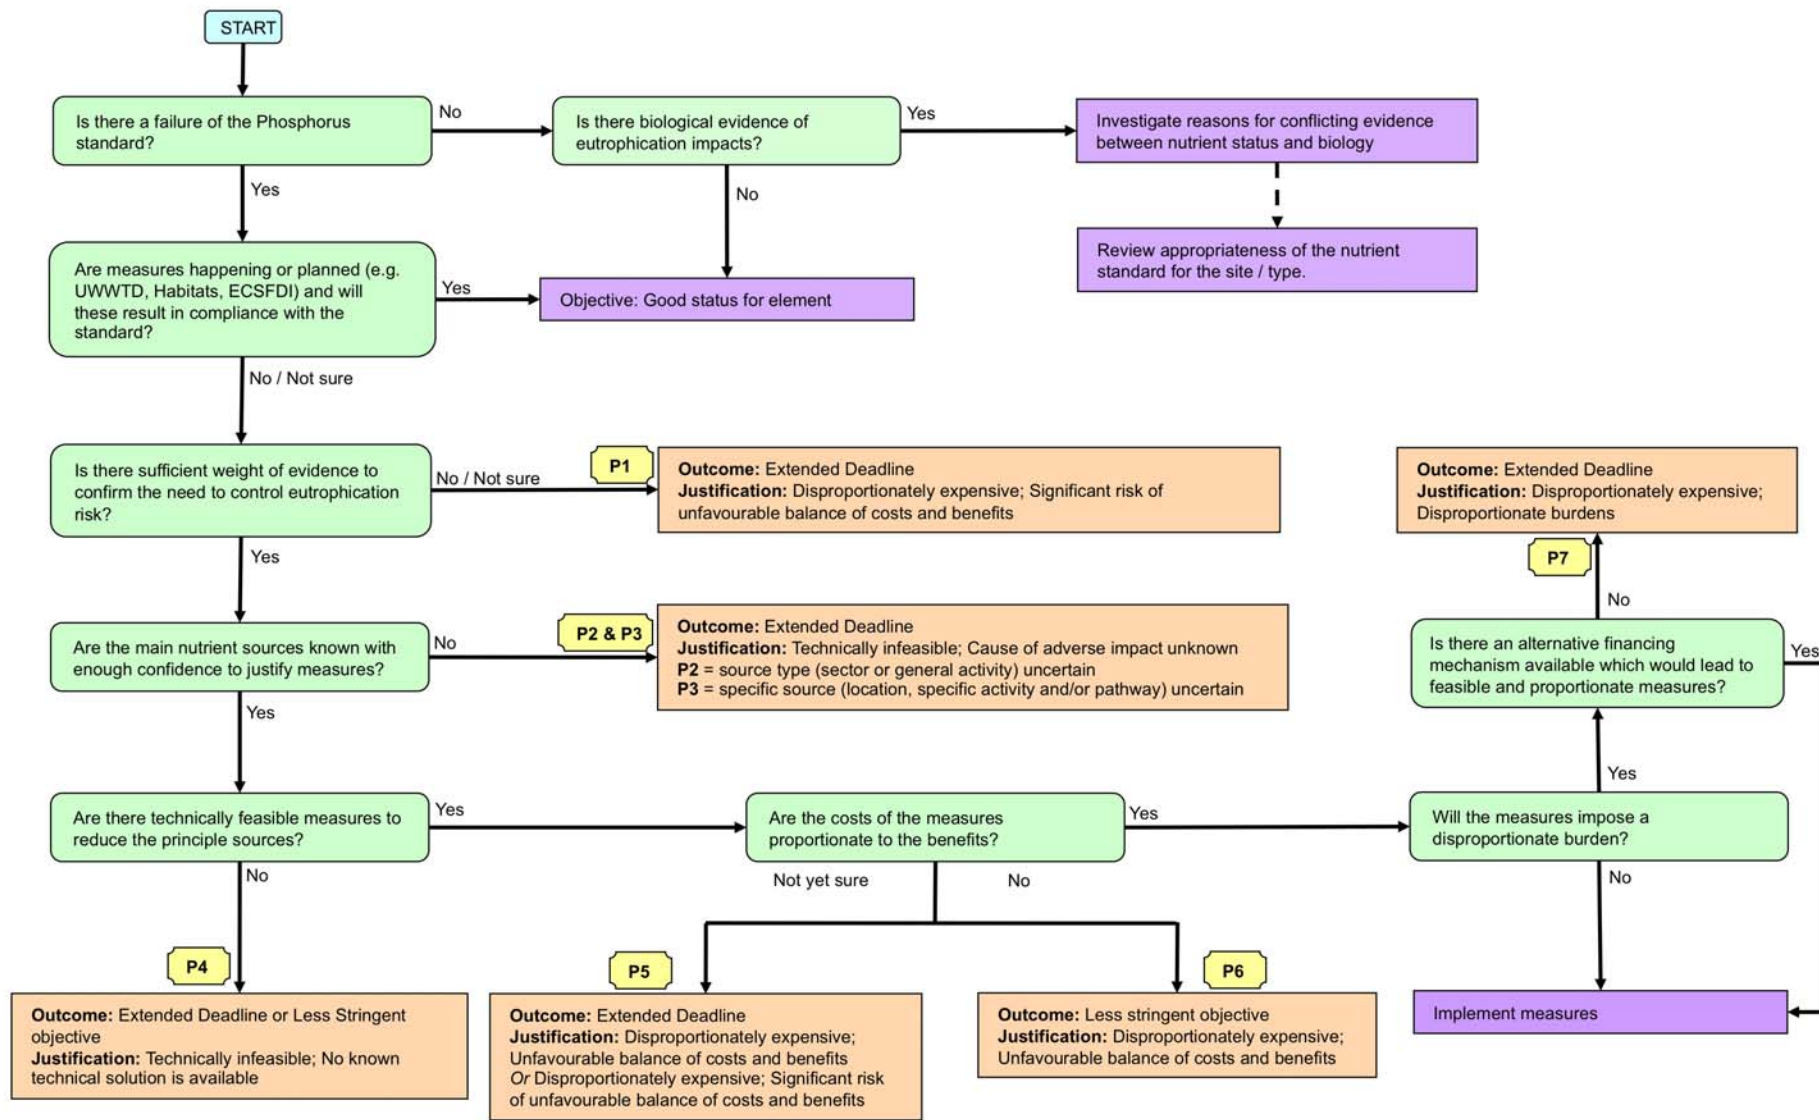 START
Is there a failure of the Phosphorus
standard?
No
Is there biological evidence of
eutrophication impacts?
Yes
Investigate reasons for conflicting evidence
between nutrient status and biology
Yes
No
Review appropriateness of the nutrient
standard for the site / type.
Are measures happening or planned (e.g.
UWWTD, Habitats, ECSFDI) and will
these result in compliance with the
standard?
Yes
Objective: Good status for element
No / Not sure
Is there sufficient weight of evidence to
confirm the need to control eutrophication
risk?
No / Not sure
P1
Outcome: Extended Deadline
Justification: Disproportionately expensive; Significant risk of
unfavourable balance of costs and benefits
Outcome: Extended Deadline
Justification: Disproportionately expensive;
Disproportionate burdens
P7
No
Yes
Are the main nutrient sources known with
enough confidence to justify measures?
No
P2 & P3
Outcome: Extended Deadline
Justification: Technically infeasible; Cause of adverse impact unknown
P2 = source type (sector or general activity) uncertain
P3 = specific source (location, specific activity and/or pathway) uncertain
Is there an alternative financing
mechanism available which would lead to
feasible and proportionate measures?
Yes
Yes
Yes
Are there technically feasible measures to
reduce the principle sources?
Yes
Are the costs of the measures
proportionate to the benefits?
Yes
Will the measures impose a
disproportionate burden?
No
Not yet sure
No
No
P4
P5
P6
Outcome: Extended Deadline or Less Stringent
objective
Justification: Technically infeasible; No known
technical solution is available
Outcome: Extended Deadline
Justification: Disproportionately expensive;
Unfavourable balance of costs and benefits
Or Disproportionately expensive; Significant risk
of unfavourable balance of costs and benefits
Outcome: Less stringent objective
Justification: Disproportionately expensive;
Unfavourable balance of costs and benefits
Implement measures